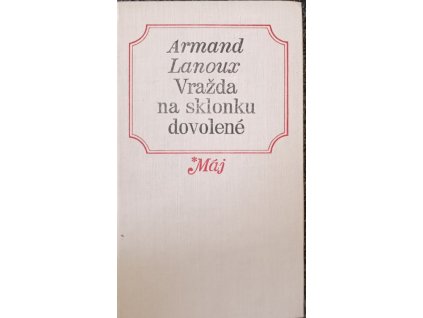 Armand
Lanoux
Vražda
na sklonku
dovolené
*Máj